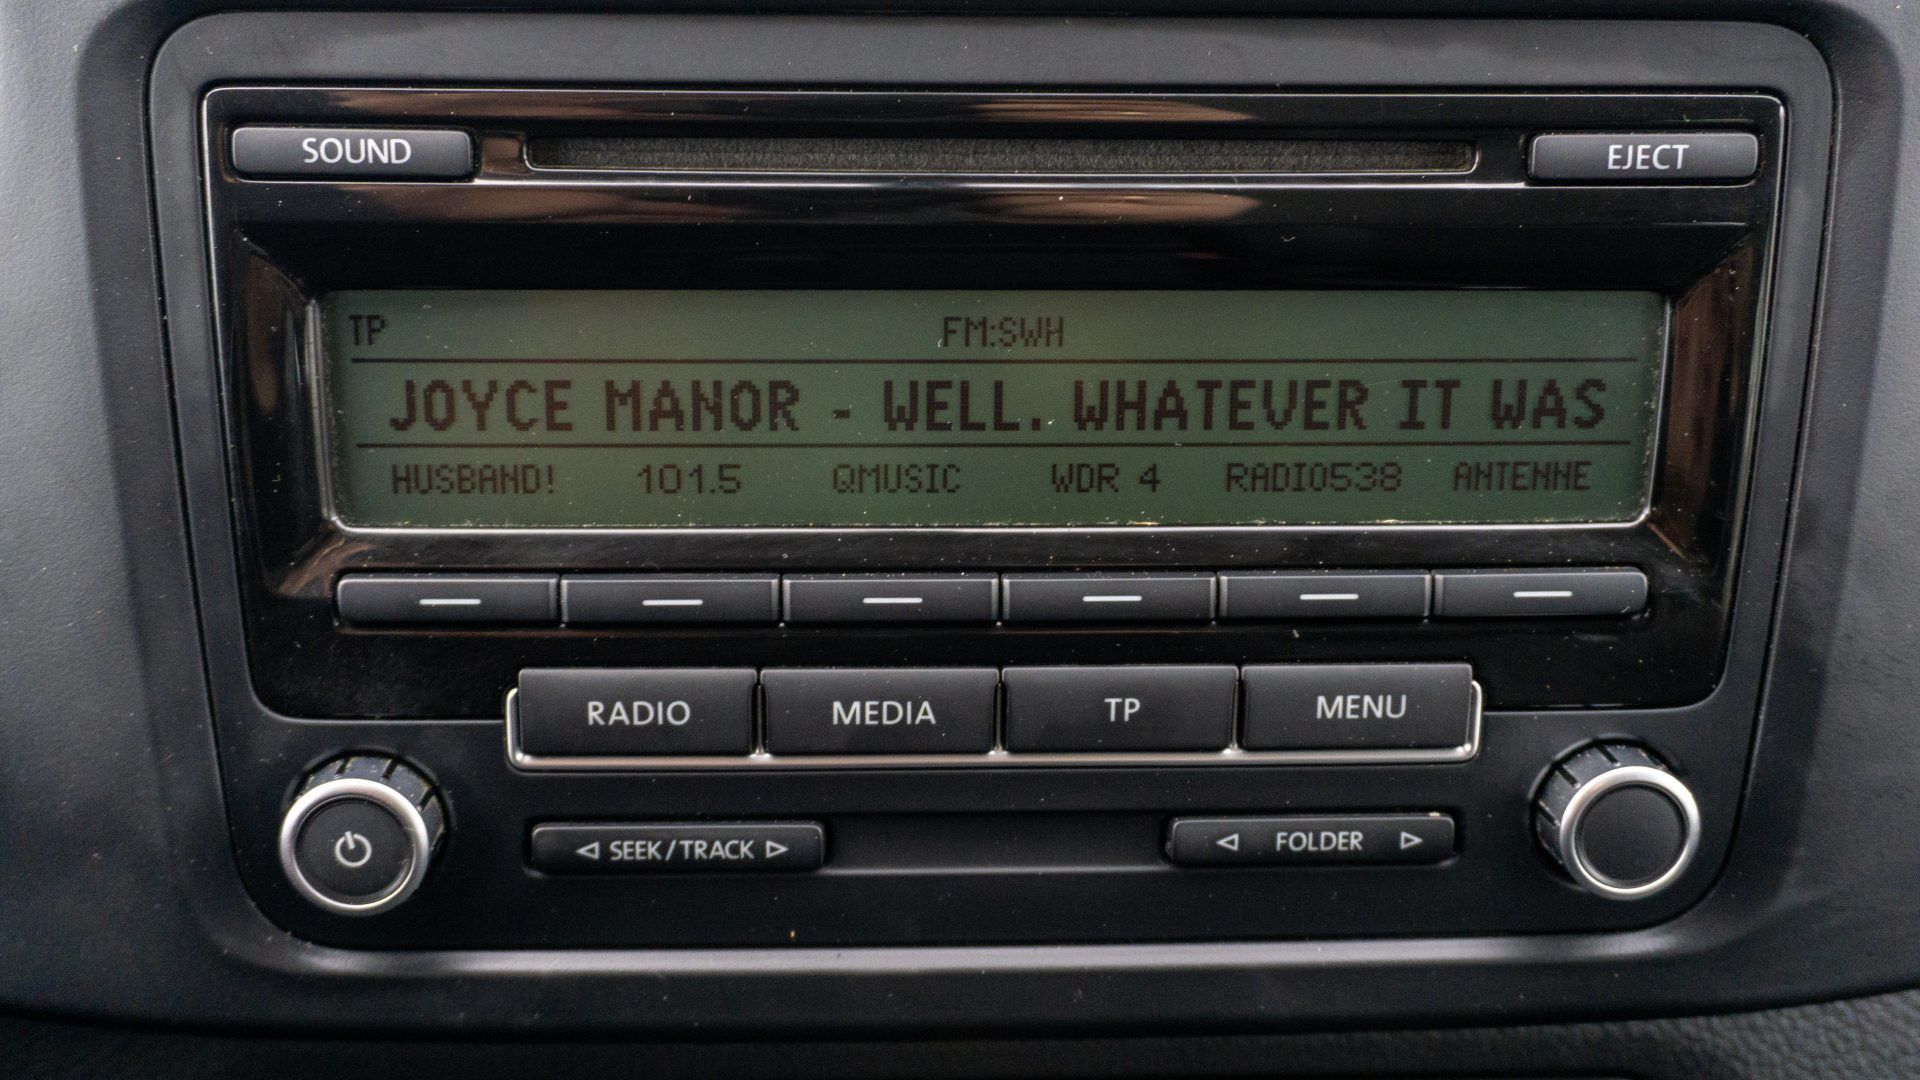 SOUND EJECT
TP FM:SWH
JOYCE MANOR - WELL. WHATEVER IT WAS
HUSBAND! 101.5 QMUSIC WDR 4 RADIO538 ANTENNE
RADIO MEDIA TP MENU
SEEK/TRACK FOLDER